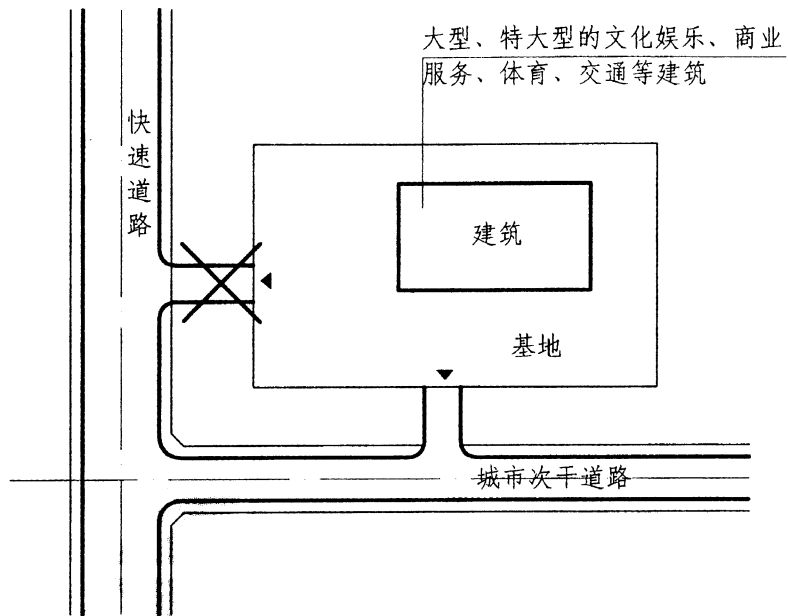 大型、特大型的文化娱乐、商业
服务、体育、交通等建筑
快速道路
建筑
基地
城市次干道路